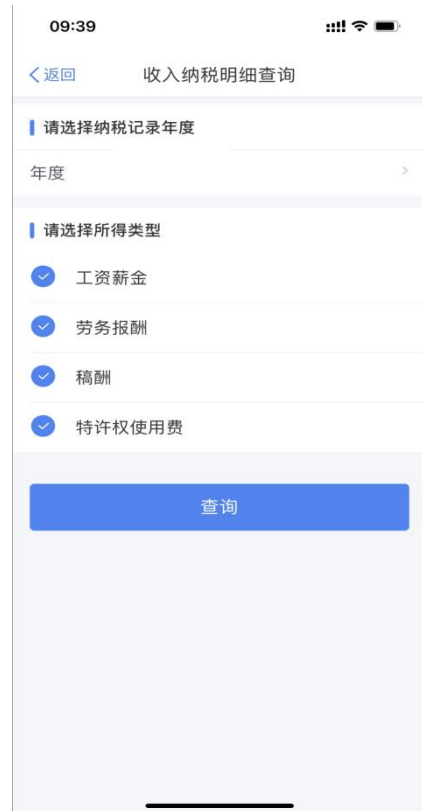 09:39
返回 收入纳税明细查询
请选择纳税记录年度
年度
请选择所得类型
工资薪金
劳务报酬
稿酬
特许权使用费
查询